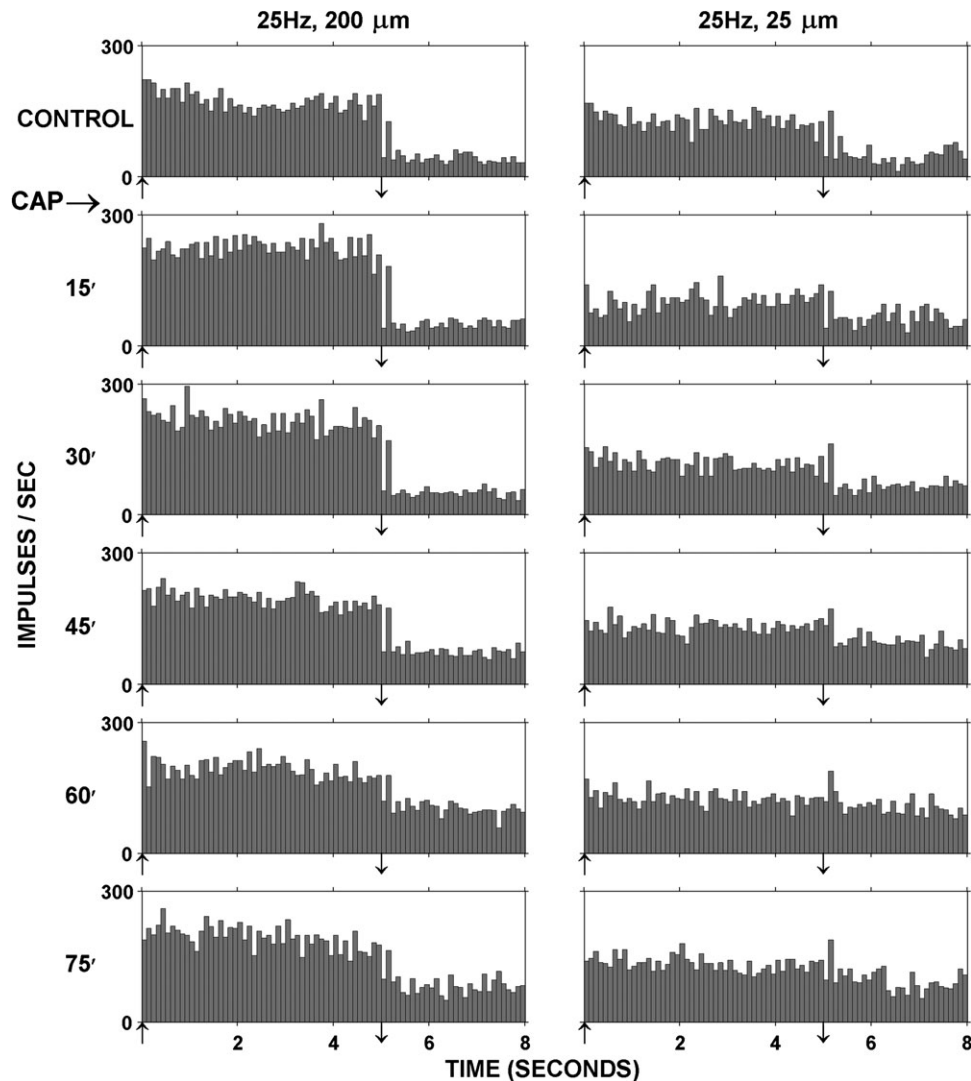 25Hz, 200 μm
25Hz, 25 μm
300
CONTROL
0
CAP→
300
15′
0
300
30′
0
IMPULSES / SEC
300
45′
0
300
60′
0
300
75′
0
2 4 6 8
2 4 6 8
TIME (SECONDS)